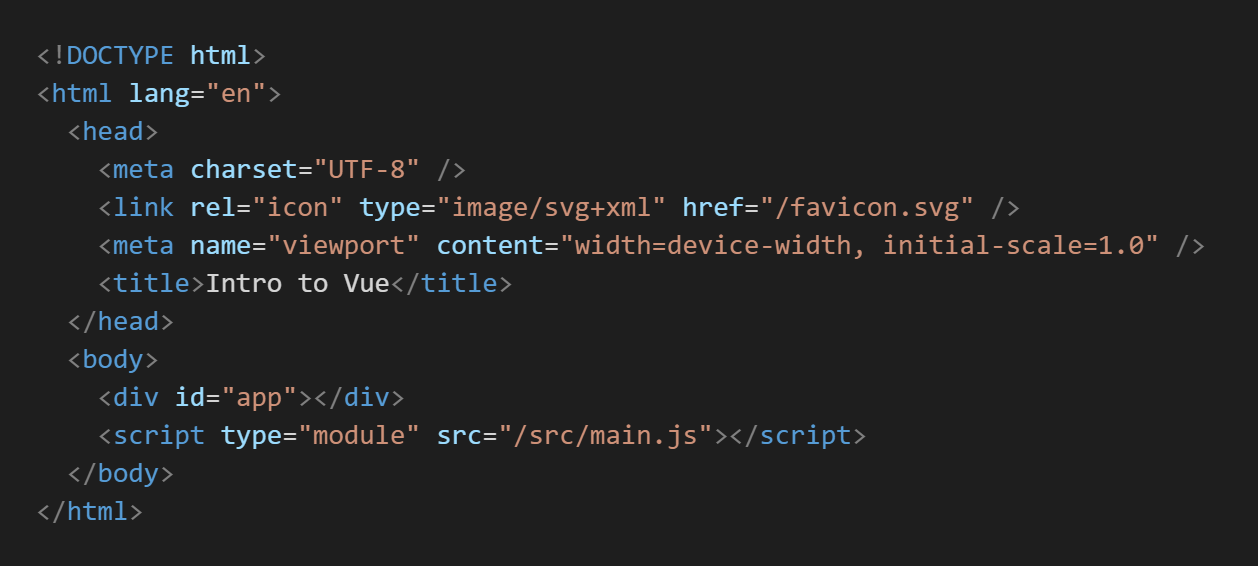 <!DOCTYPE html>
<html lang="en">
  <head>
    <meta charset="UTF-8" />
    <link rel="icon" type="image/svg+xml" href="/favicon.svg" />
    <meta name="viewport" content="width=device-width, initial-scale=1.0" />
    <title>Intro to Vue</title>
  </head>
  <body>
    <div id="app"></div>
    <script type="module" src="/src/main.js"></script>
  </body>
</html>